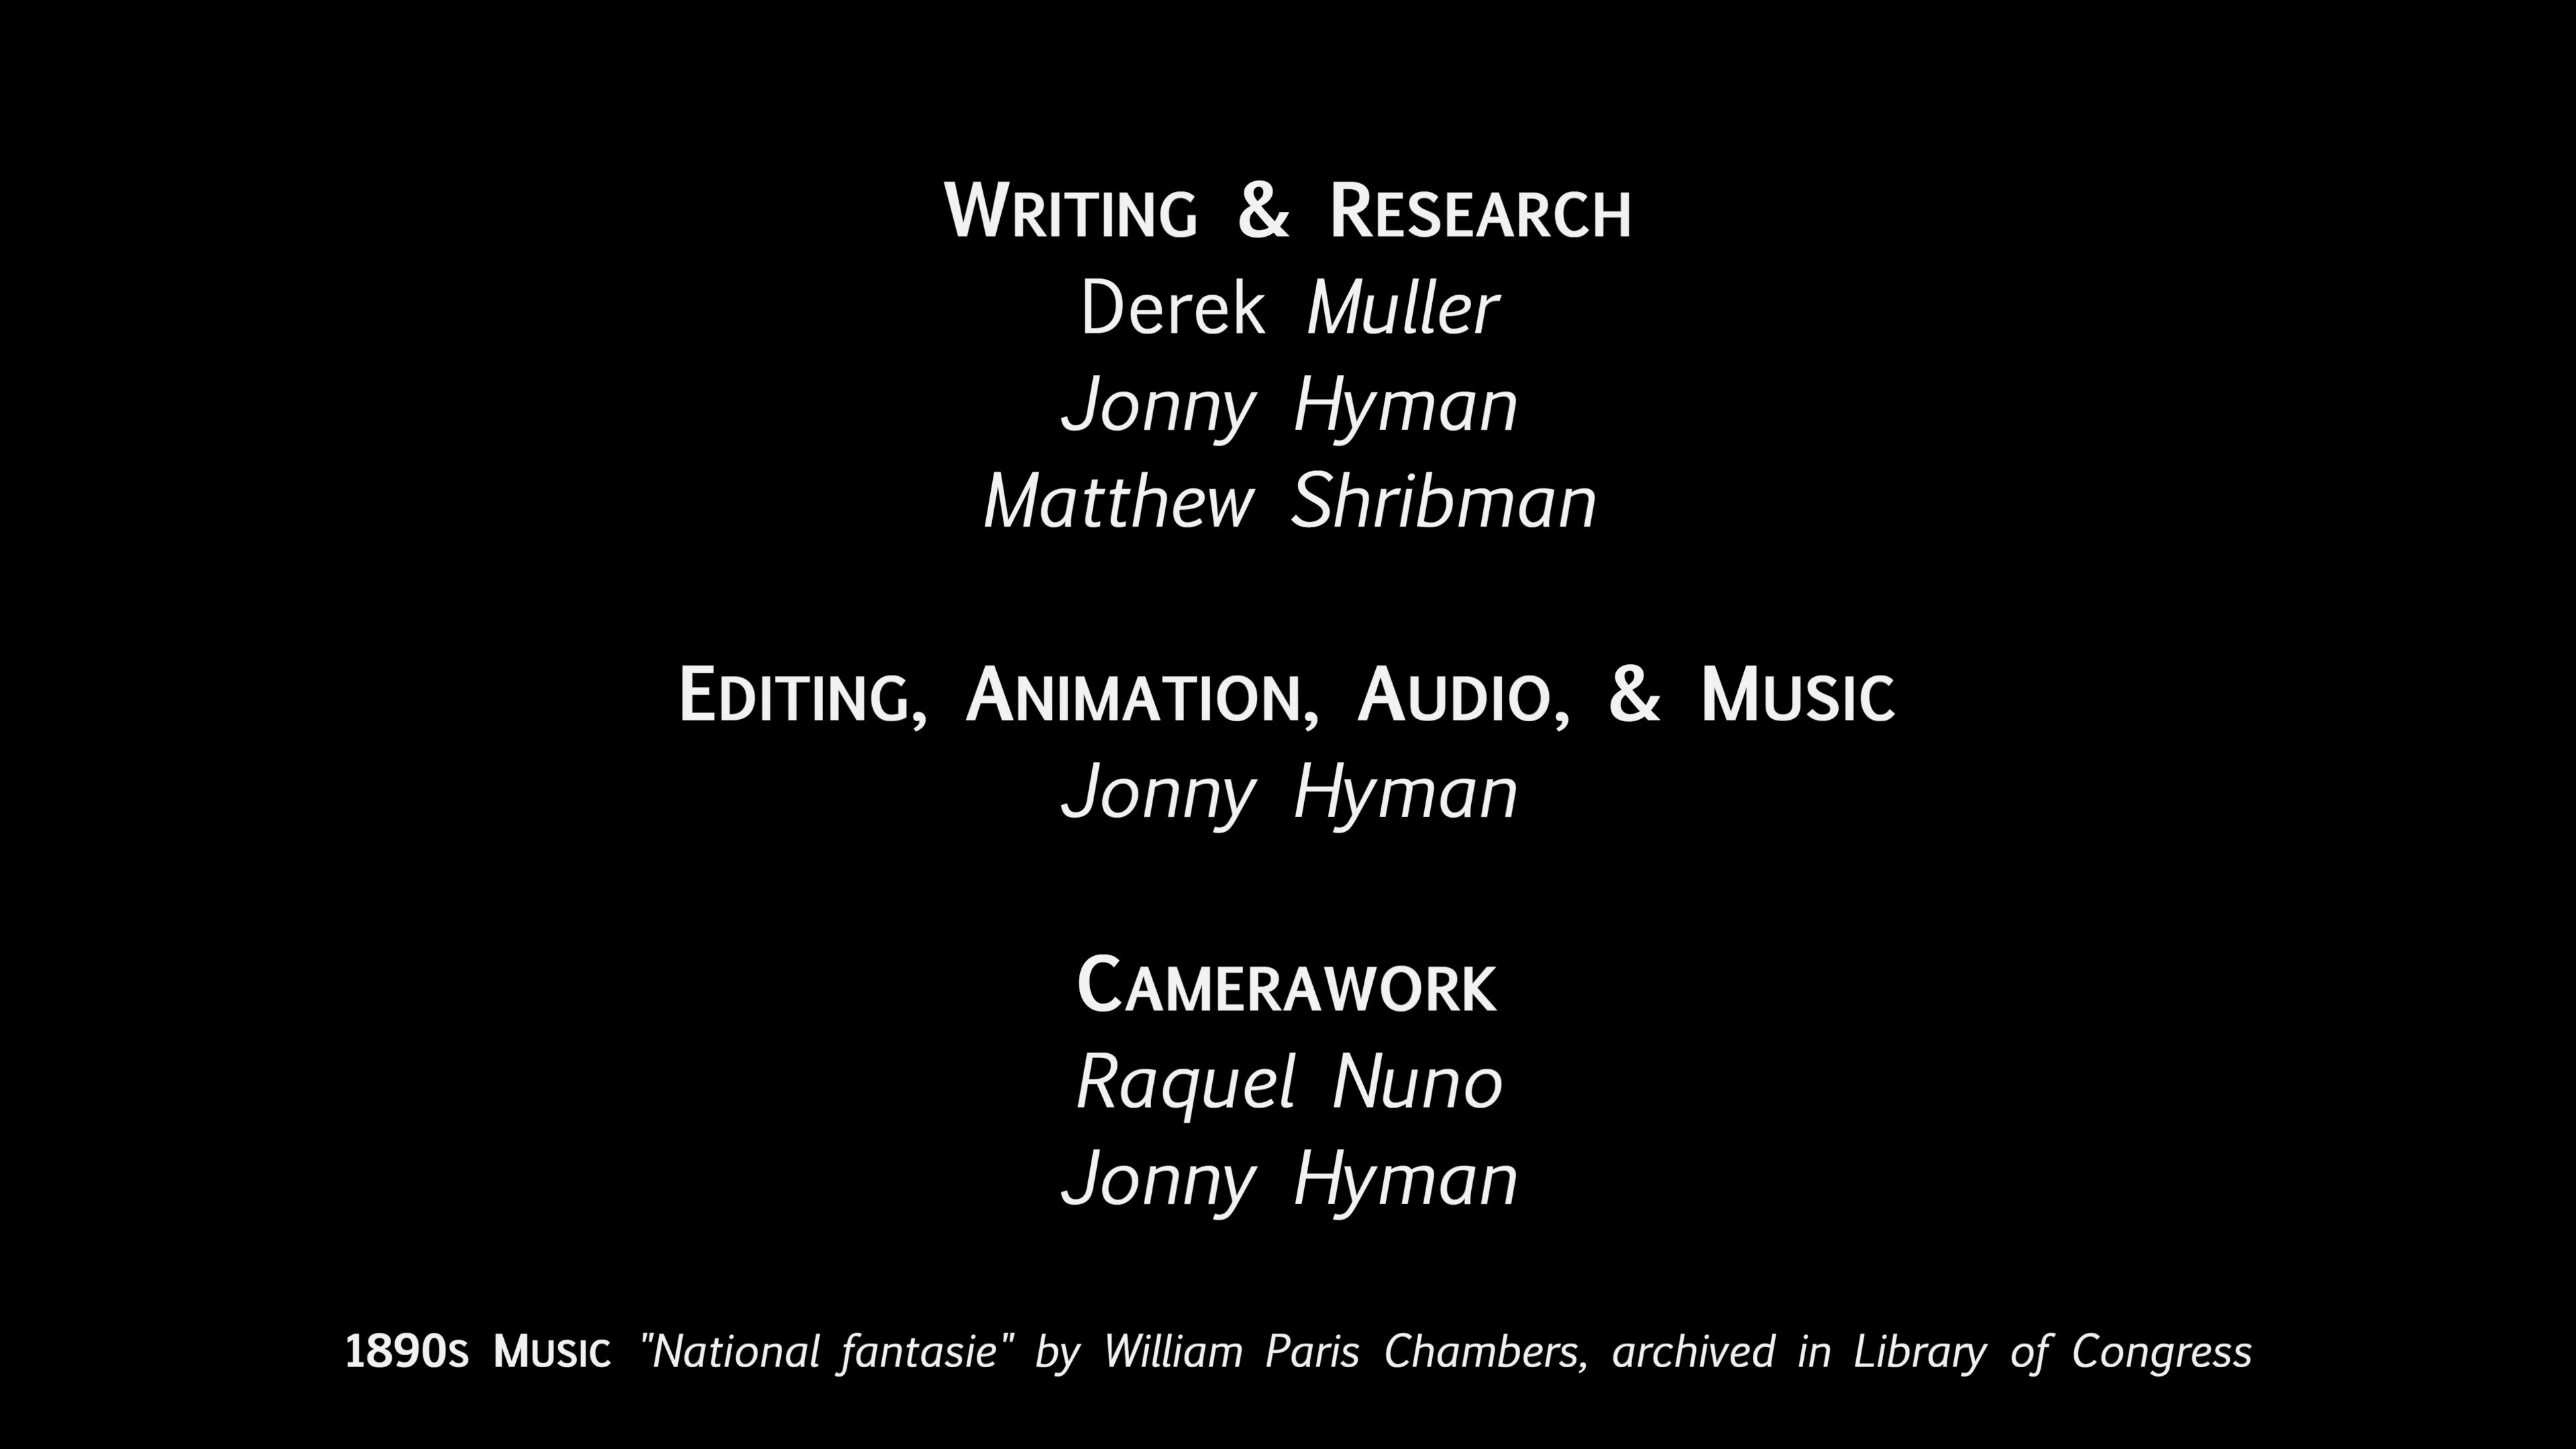 Writing & Research
Derek Muller
Jonny Hyman
Matthew Shribman
Editing, Animation, Audio, & Music
Jonny Hyman
Camerawork
Raquel Nuno
Jonny Hyman
1890s Music "National fantasie" by William Paris Chambers, archived in Library of Congress